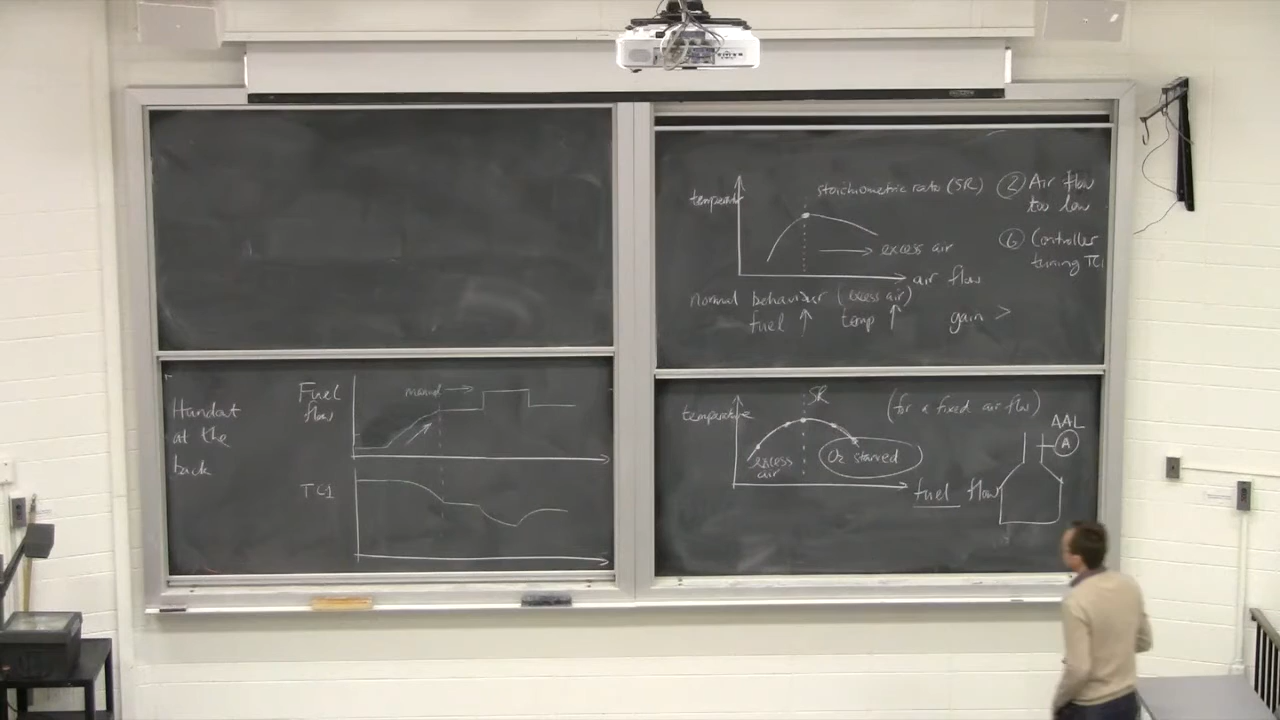 Handout
at the
back
Fuel
flow
manual
TC1
temperatur
stoichiometric ratio (SR)
excess air
air flow
normal behaviour (excess air)
fuel ↑ temp ↑ gain >
② Air flow
too low
⑥ Controller
turning TC1
temperature
SR
(for a fixed air flow)
excess
air
O2 starved
fuel flow
AAL
A